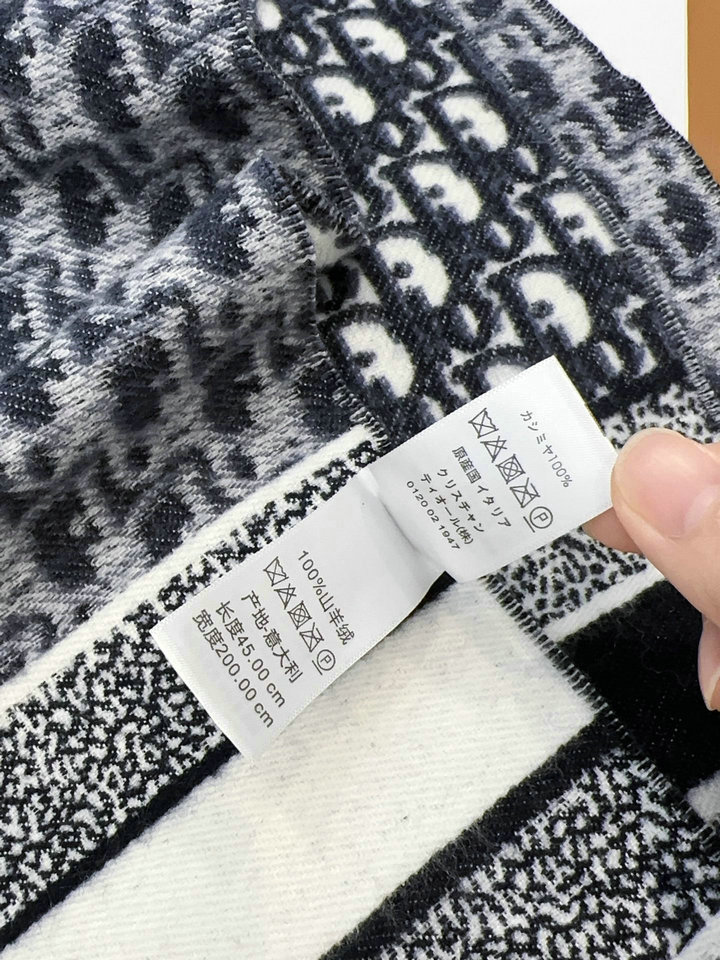 カシミヤ100%
P
原産国 イタリア
クリスチャン
ディオール(株)
0120 02 1947
100%山羊绒
P
产地:意大利
长度45.00 cm
宽度200.00 cm